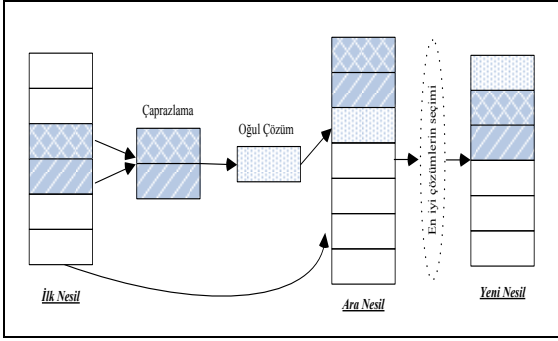 Çaprazlama
Oğul Çözüm
En iyi çözümlerin seçimi
İlk Nesil
Ara Nesil
Yeni Nesil